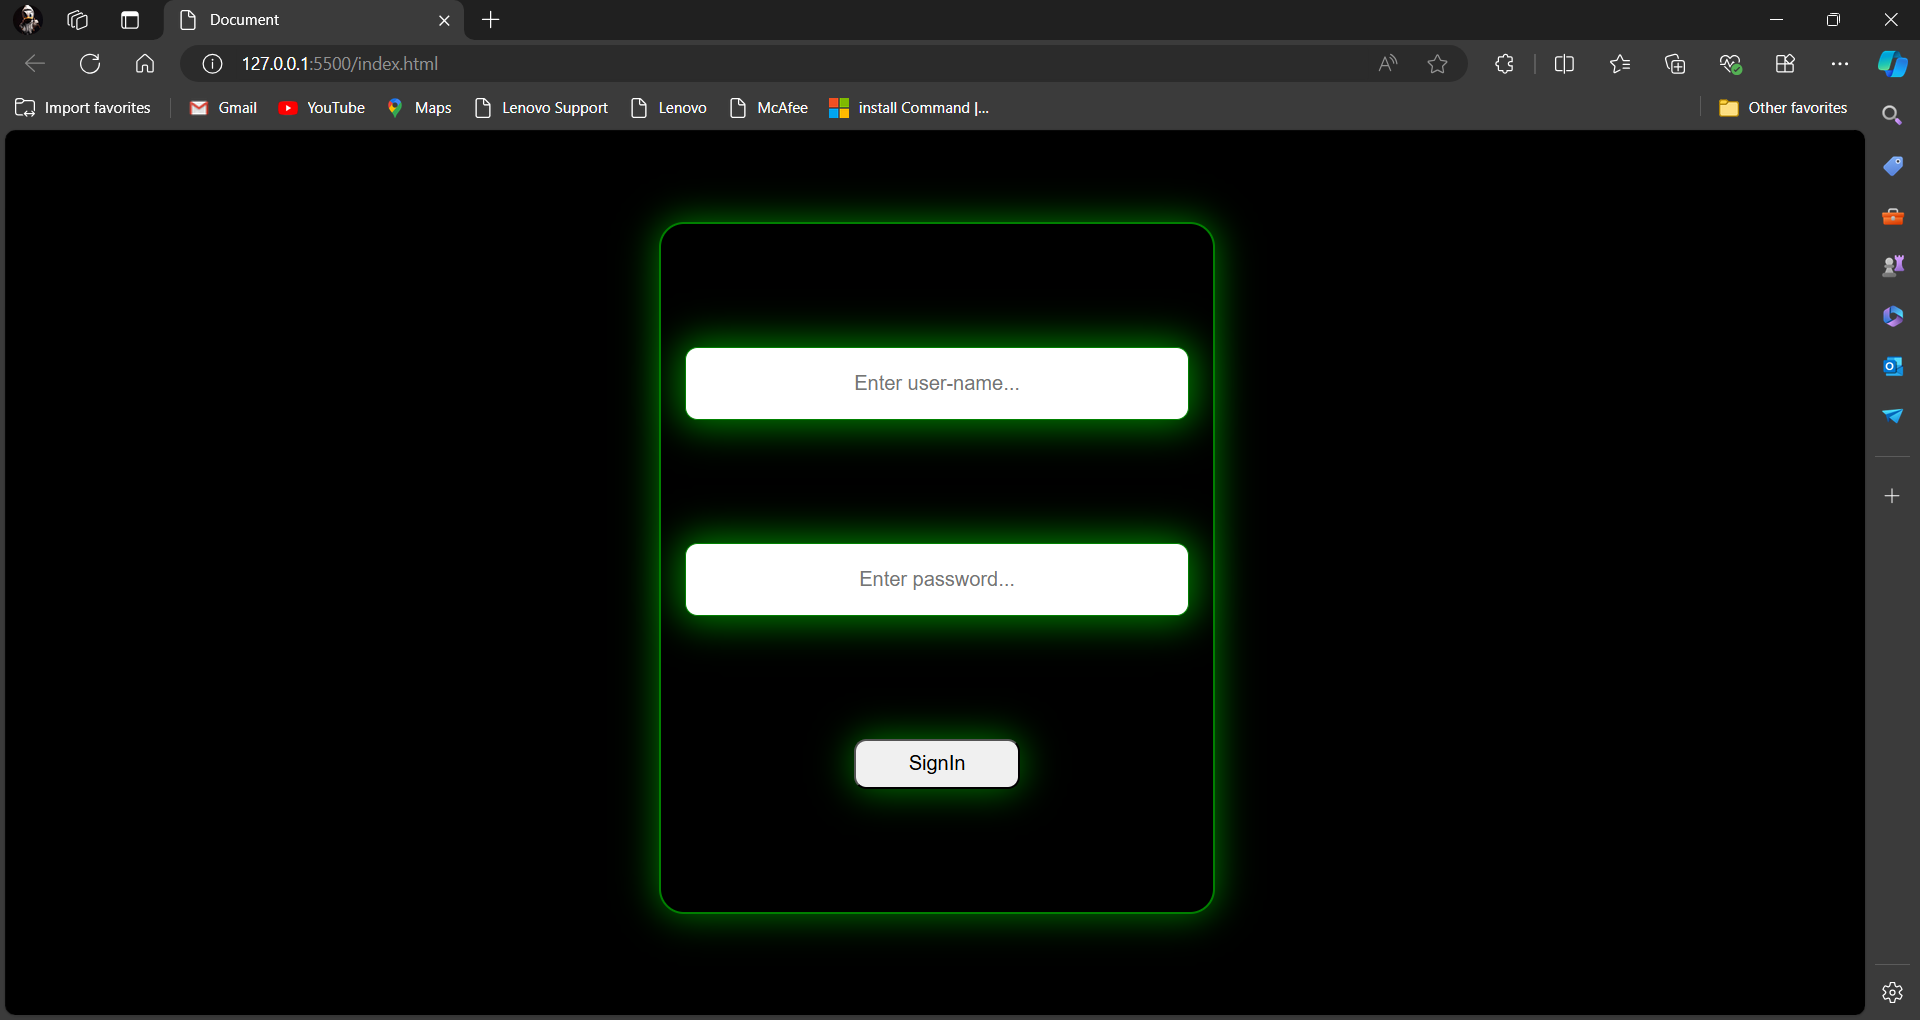 Document
127.0.0.1:5500/index.html
Import favorites
Gmail
YouTube
Maps
Lenovo Support
Lenovo
McAfee
install Command |...
Other favorites
Enter user-name...
Enter password...
SignIn